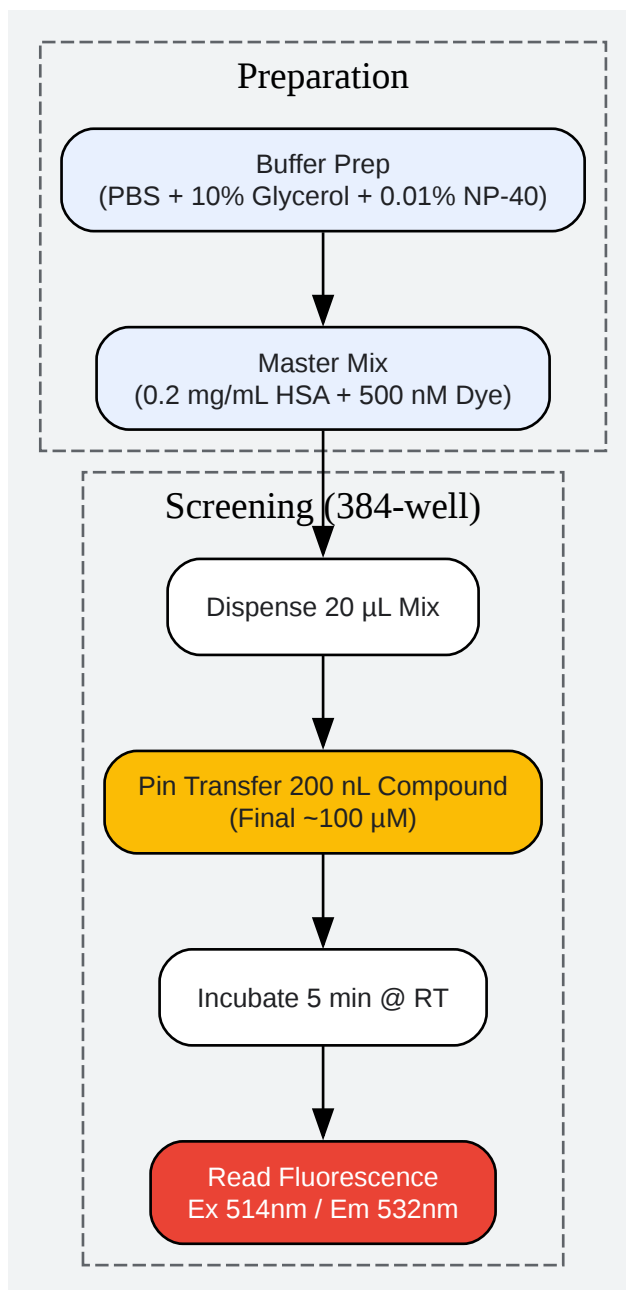 Preparation
Buffer Prep
(PBS + 10% Glycerol + 0.01% NP-40)
Master Mix
(0.2 mg/mL HSA + 500 nM Dye)
Screening (384-well)
Dispense 20 µL Mix
Pin Transfer 200 nL Compound
(Final ~100 µM)
Incubate 5 min @ RT
Read Fluorescence
Ex 514nm / Em 532nm